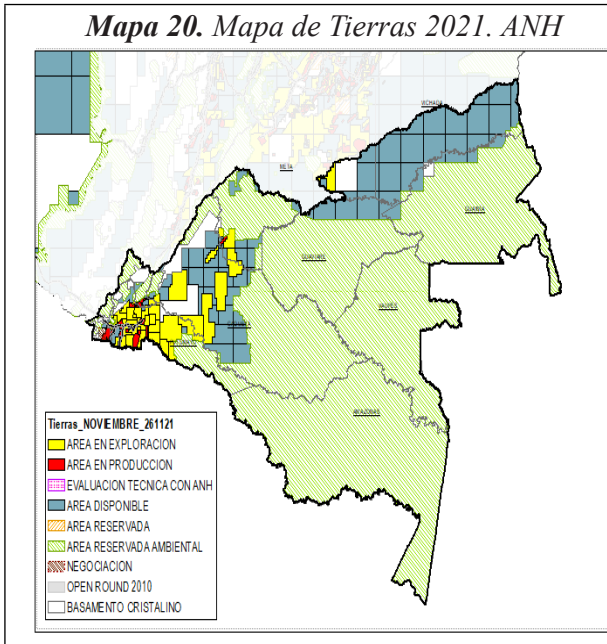 Mapa 20. Mapa de Tierras 2021. ANH
VICHADA
META
GUAINIA
GUAVIARE
VAUPES
AMAZONAS
Tierras_NOVIEMBRE_261121
AREA EN EXPLORACION
AREA EN PRODUCCION
EVALUACION TECNICA CON ANH
AREA DISPONIBLE
AREA RESERVADA
AREA RESERVADA AMBIENTAL
NEGOCIACION
OPEN ROUND 2010
BASAMENTO CRISTALINO